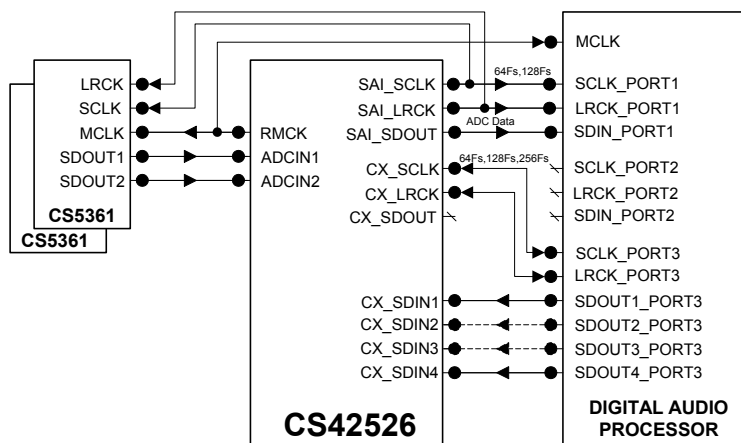 MCLK
64Fs,128Fs
LRCK
SAI_SCLK
SCLK_PORT1
SCLK
SAI_LRCK
LRCK_PORT1
MCLK
RMCK
SAI_SDOUT
ADC Data
SDIN_PORT1
SDOUT1
ADCIN1
CX_SCLK
64Fs,128Fs,256Fs
SCLK_PORT2
SDOUT2
ADCIN2
CX_LRCK
LRCK_PORT2
CS5361
CX_SDOUT
SDIN_PORT2
CS5361
SCLK_PORT3
LRCK_PORT3
CX_SDIN1
SDOUT1_PORT3
CX_SDIN2
SDOUT2_PORT3
CX_SDIN3
SDOUT3_PORT3
CX_SDIN4
SDOUT4_PORT3
CS42526
DIGITAL AUDIO
PROCESSOR